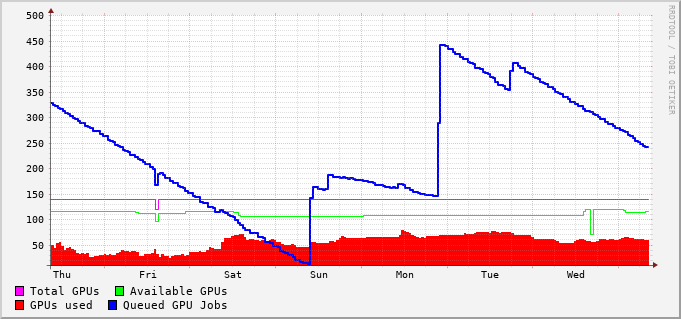 500
450
400
350
300
250
200
150
100
50
Thu Fri Sat Sun Mon Tue Wed
Total GPUs Available GPUs
GPUs used Queued GPU Jobs
RRDTOOL / TOBI OETIKER